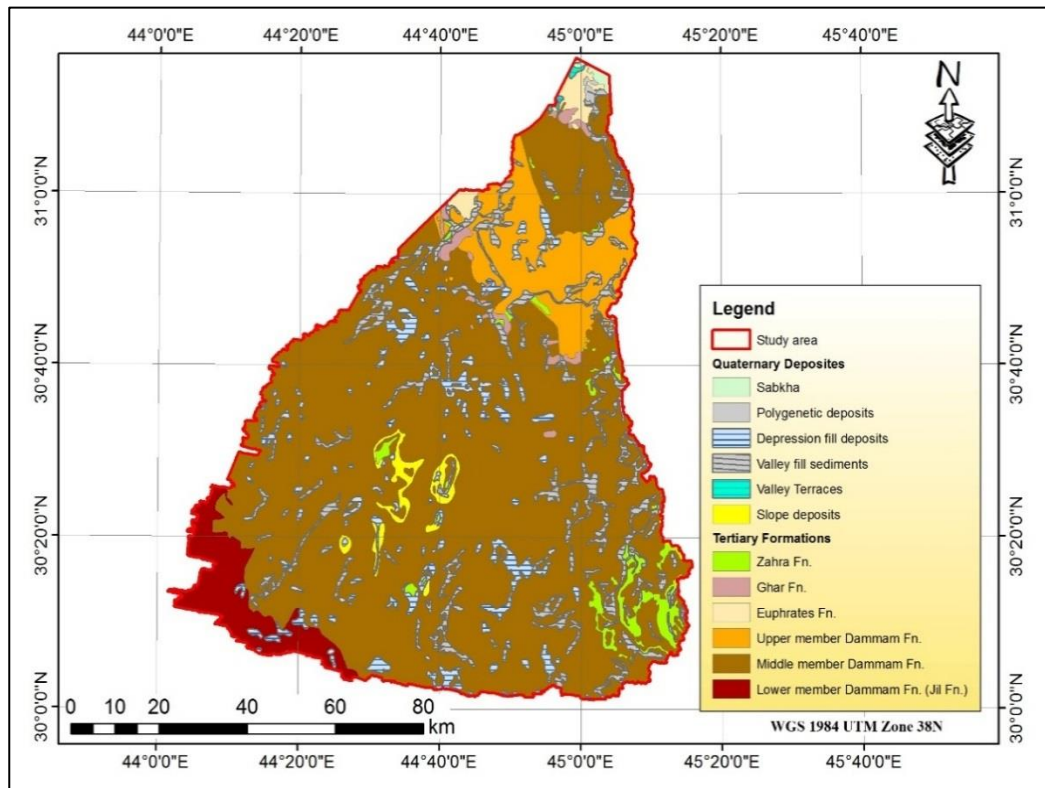 44°0'0"E 44°20'0"E 44°40'0"E 45°0'0"E 45°20'0"E 45°40'0"E
N
31°0'0"N 31°0'0"N
30°40'0"N 30°40'0"N
30°20'0"N 30°20'0"N
30°0'0"N 30°0'0"N
Legend
Study area
Quaternary Deposites
Sabkha
Polygenetic deposits
Depression fill deposits
Valley fill sediments
Valley Terraces
Slope deposits
Tertiary Formations
Zahra Fn.
Ghar Fn.
Euphrates Fn.
Upper member Dammam Fn.
Middle member Dammam Fn.
Lower member Dammam Fn. (Jil Fn.)
0 10 20 40 60 80
km
WGS 1984 UTM Zone 38N
44°0'0"E 44°20'0"E 44°40'0"E 45°0'0"E 45°20'0"E 45°40'0"E